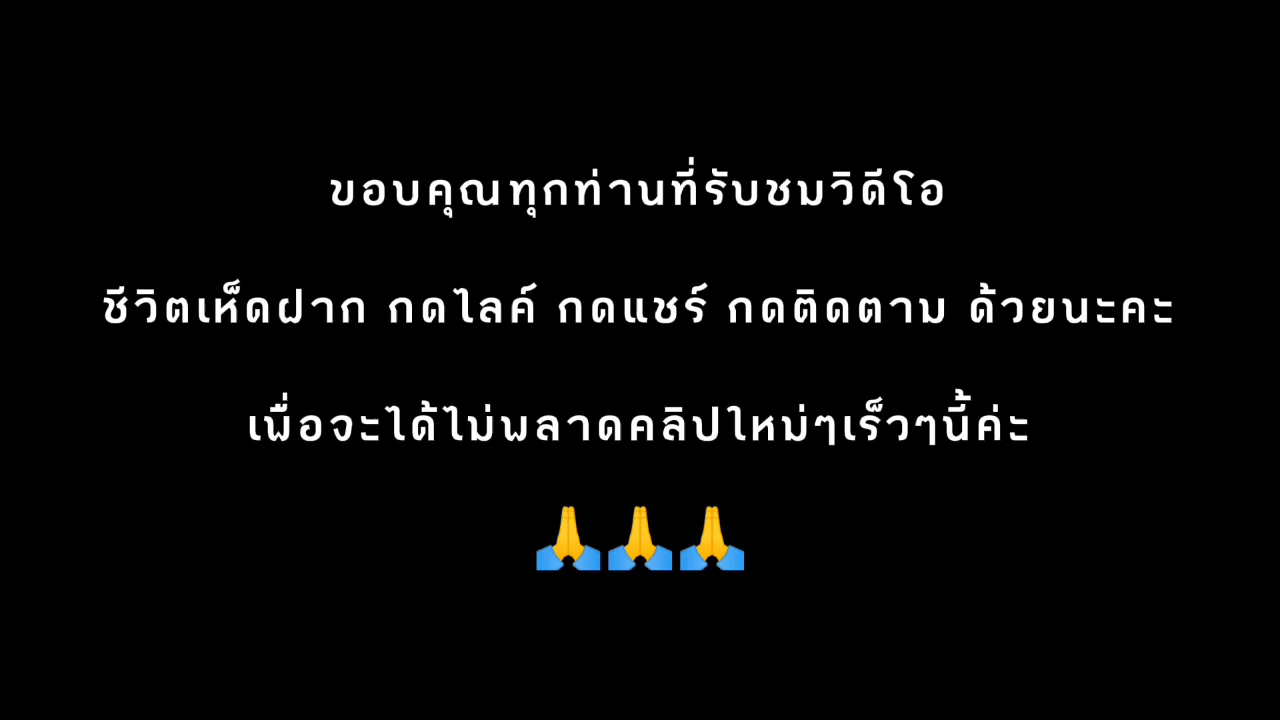 ขอบคุณทุกท่านที่รับชมวิดีโอ
ชีวิตเห็ดฝาก กดไลค์ กดแชร์ กดติดตาม ด้วยนะคะ
เพื่อจะได้ไม่พลาดคลิปใหม่ๆเร็วๆนี้ค่ะ
🙏🙏🙏